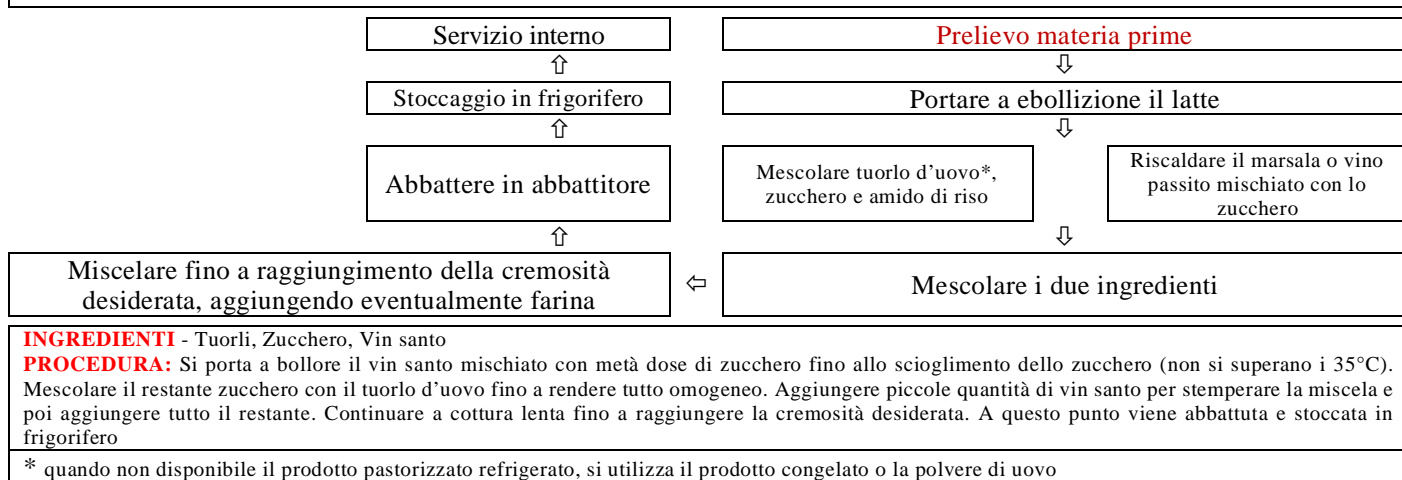 Servizio interno
Prelievo materia prime
⇧
⇩
Stoccaggio in frigorifero
Portare a ebollizione il latte
⇧
⇩
Abbattere in abbattitore
Mescolare tuorlo d'uovo*,
zucchero e amido di riso
Riscaldare il marsala o vino
passito mischiato con lo
zucchero
⇧
⇩
Miscelare fino a raggiungimento della cremosità
desiderata, aggiungendo eventualmente farina
⇦
Mescolare i due ingredienti
INGREDIENTI - Tuorli, Zucchero, Vin santo
PROCEDURA: Si porta a bollore il vin santo mischiato con metà dose di zucchero fino allo scioglimento dello zucchero (non si superano i 35°C).
Mescolare il restante zucchero con il tuorlo d'uovo fino a rendere tutto omogeneo. Aggiungere piccole quantità di vin santo per stemperare la miscela e
poi aggiungere tutto il restante. Continuare a cottura lenta fino a raggiungere la cremosità desiderata. A questo punto viene abbattuta e stoccata in
frigorifero
* quando non disponibile il prodotto pastorizzato refrigerato, si utilizza il prodotto congelato o la polvere di uovo